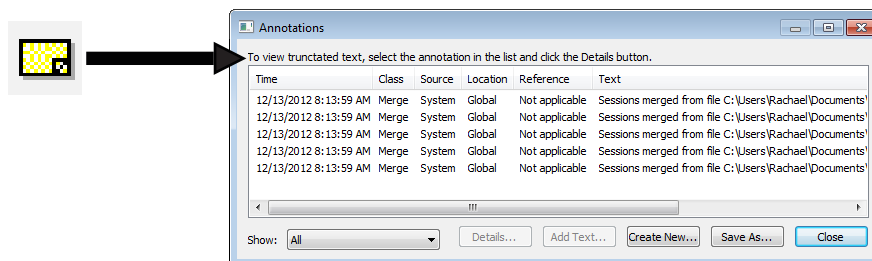 Annotations
To view trunctated text, select the annotation in the list and click the Details button.
Time Class Source Location Reference Text
12/13/2012 8:13:59 AM Merge System Global Not applicable Sessions merged from file C:\Users\Rachael\Documents\
12/13/2012 8:13:59 AM Merge System Global Not applicable Sessions merged from file C:\Users\Rachael\Documents\
12/13/2012 8:13:59 AM Merge System Global Not applicable Sessions merged from file C:\Users\Rachael\Documents\
12/13/2012 8:13:59 AM Merge System Global Not applicable Sessions merged from file C:\Users\Rachael\Documents\
12/13/2012 8:13:59 AM Merge System Global Not applicable Sessions merged from file C:\Users\Rachael\Documents\
Show: All Details... Add Text... Create New... Save As... Close